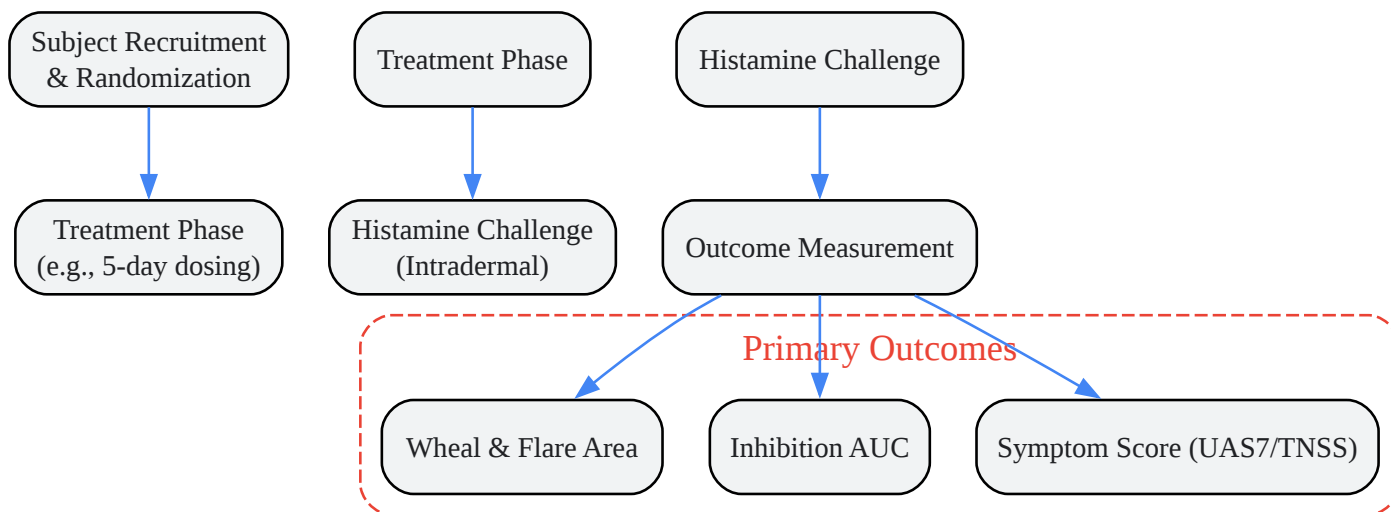 Subject Recruitment
& Randomization
Treatment Phase
Histamine Challenge
Treatment Phase
(e.g., 5-day dosing)
Histamine Challenge
(Intradermal)
Outcome Measurement
Primary Outcomes
Wheal & Flare Area
Inhibition AUC
Symptom Score (UAS7/TNSS)